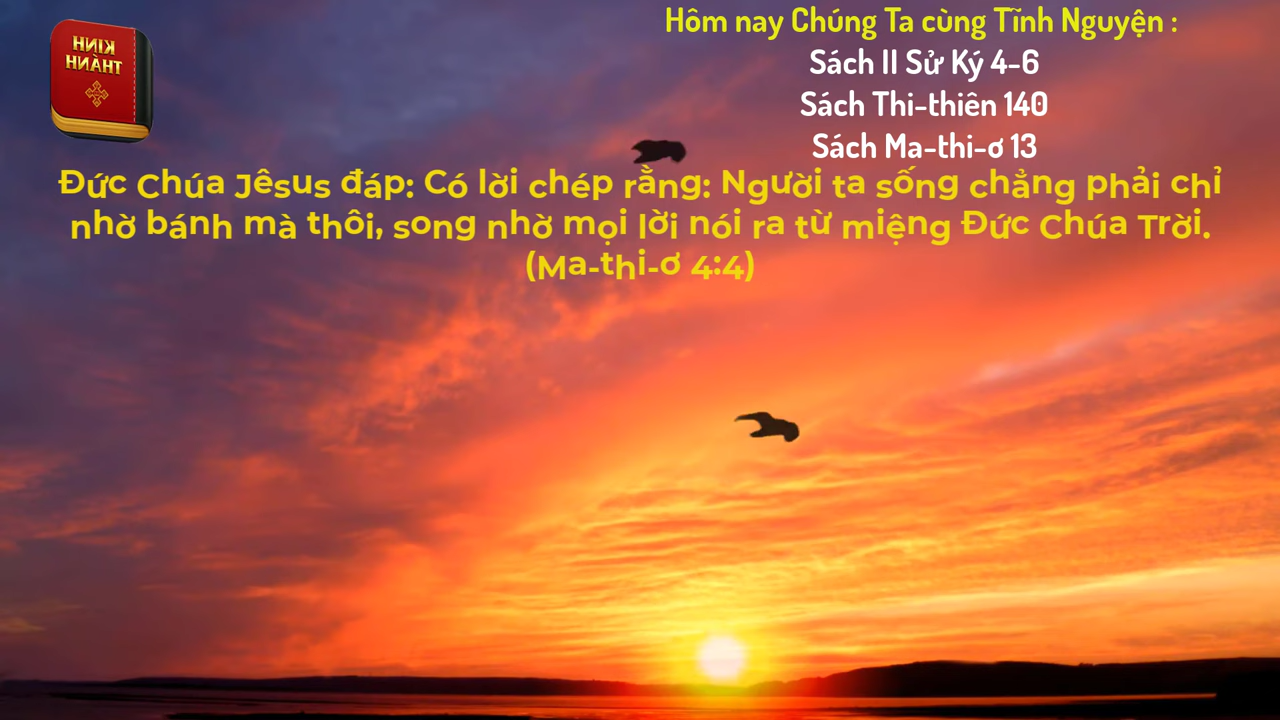 KINH
THÁNH
Hôm nay Chúng Ta cùng Tĩnh Nguyện :
Sách II Sử Ký 4-6
Sách Thi-thiên 140
Sách Ma-thi-ơ 13
Đức Chúa Jêsus đáp: Có lời chép rằng: Người ta sống chẳng phải chỉ
nhờ bánh mà thôi, song nhờ mọi lời nói ra từ miệng Đức Chúa Trời.
(Ma-thi-ơ 4:4)